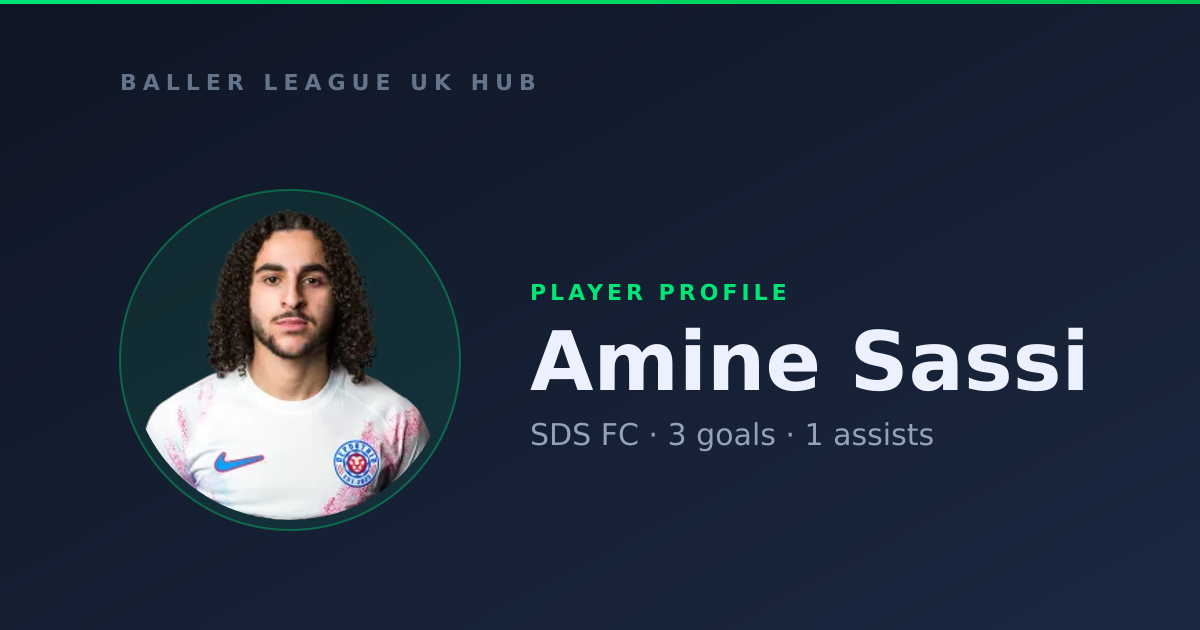 BALLER LEAGUE UK HUB
PLAYER PROFILE
Amine Sassi
SDS FC · 3 goals · 1 assists